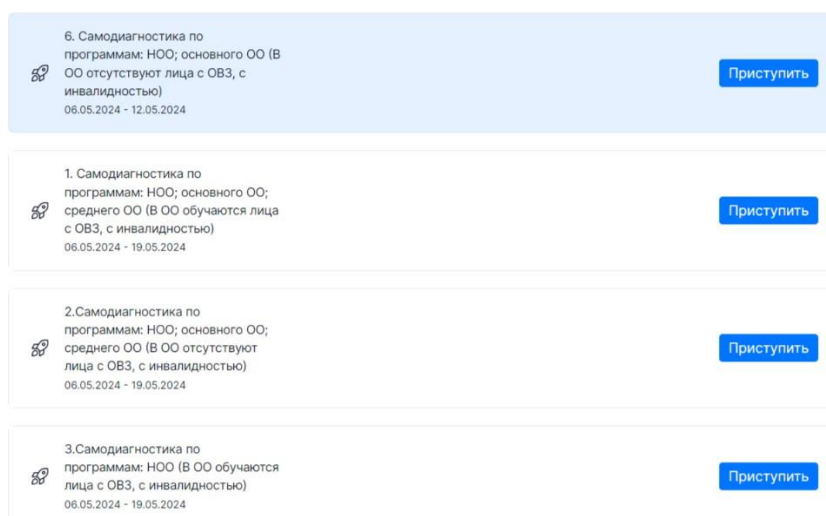 6. Самодиагностика по
программам: НОО; основного ОО (В
ОО отсутствуют лица с ОВЗ, с
инвалидностью)
06.05.2024 - 12.05.2024
Приступить
1. Самодиагностика по
программам: НОО; основного ОО;
среднего ОО (В ОО обучаются лица
с ОВЗ, с инвалидностью)
06.05.2024 - 19.05.2024
Приступить
2.Самодиагностика по
программам: НОО; основного ОО;
среднего ОО (В ОО отсутствуют
лица с ОВЗ, с инвалидностью)
06.05.2024 - 19.05.2024
Приступить
3.Самодиагностика по
программам: НОО (В ОО обучаются
лица с ОВЗ, с инвалидностью)
06.05.2024 - 19.05.2024
Приступить